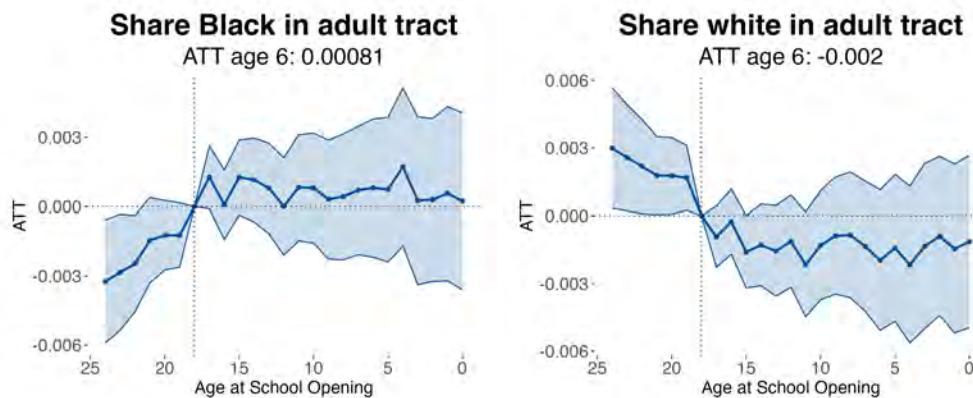 Share Black in adult tract
ATT age 6: 0.00081
0.003
0.000
-0.003
-0.006
ATT
25 20 15 10 5 0
Age at School Opening
Share white in adult tract
ATT age 6: -0.002
0.006
0.003
0.000
-0.003
-0.006
ATT
25 20 15 10 5 0
Age at School Opening